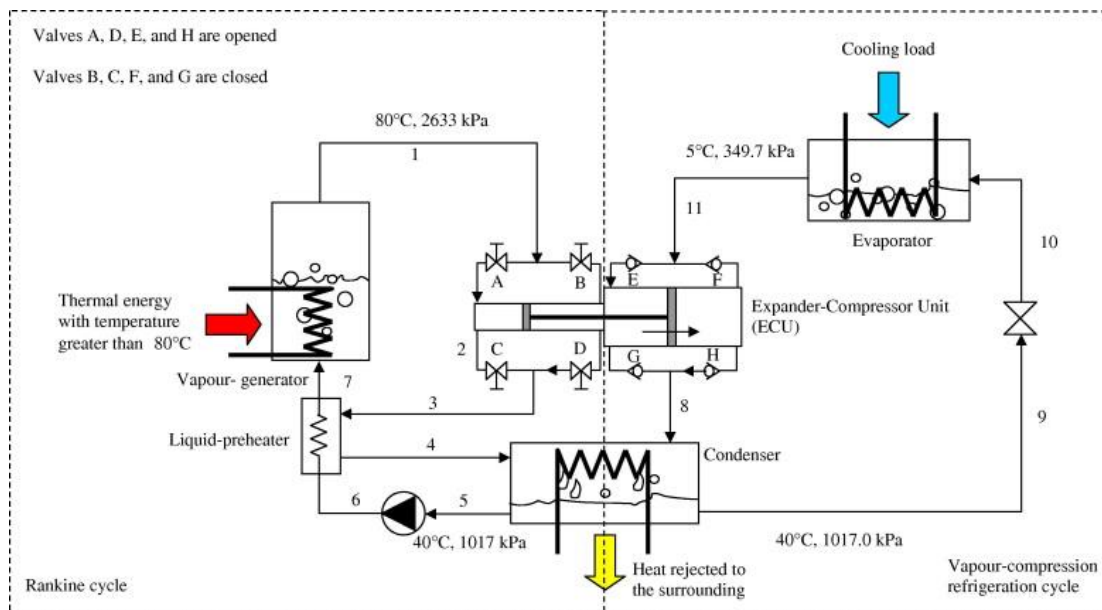 Valves A, D, E, and H are opened
Valves B, C, F, and G are closed
Cooling load
80°C, 2633 kPa
1
5°C, 349.7 kPa
11
Evaporator
10
A
B
E
F
Thermal energy
with temperature
greater than 80°C
Expander-Compressor Unit
(ECU)
2
C
D
G
H
Vapour- generator
7
3
8
9
Liquid-preheater
4
Condenser
6
5
40°C, 1017 kPa
40°C, 1017.0 kPa
Heat rejected to
the surrounding
Rankine cycle
Vapour-compression
refrigeration cycle